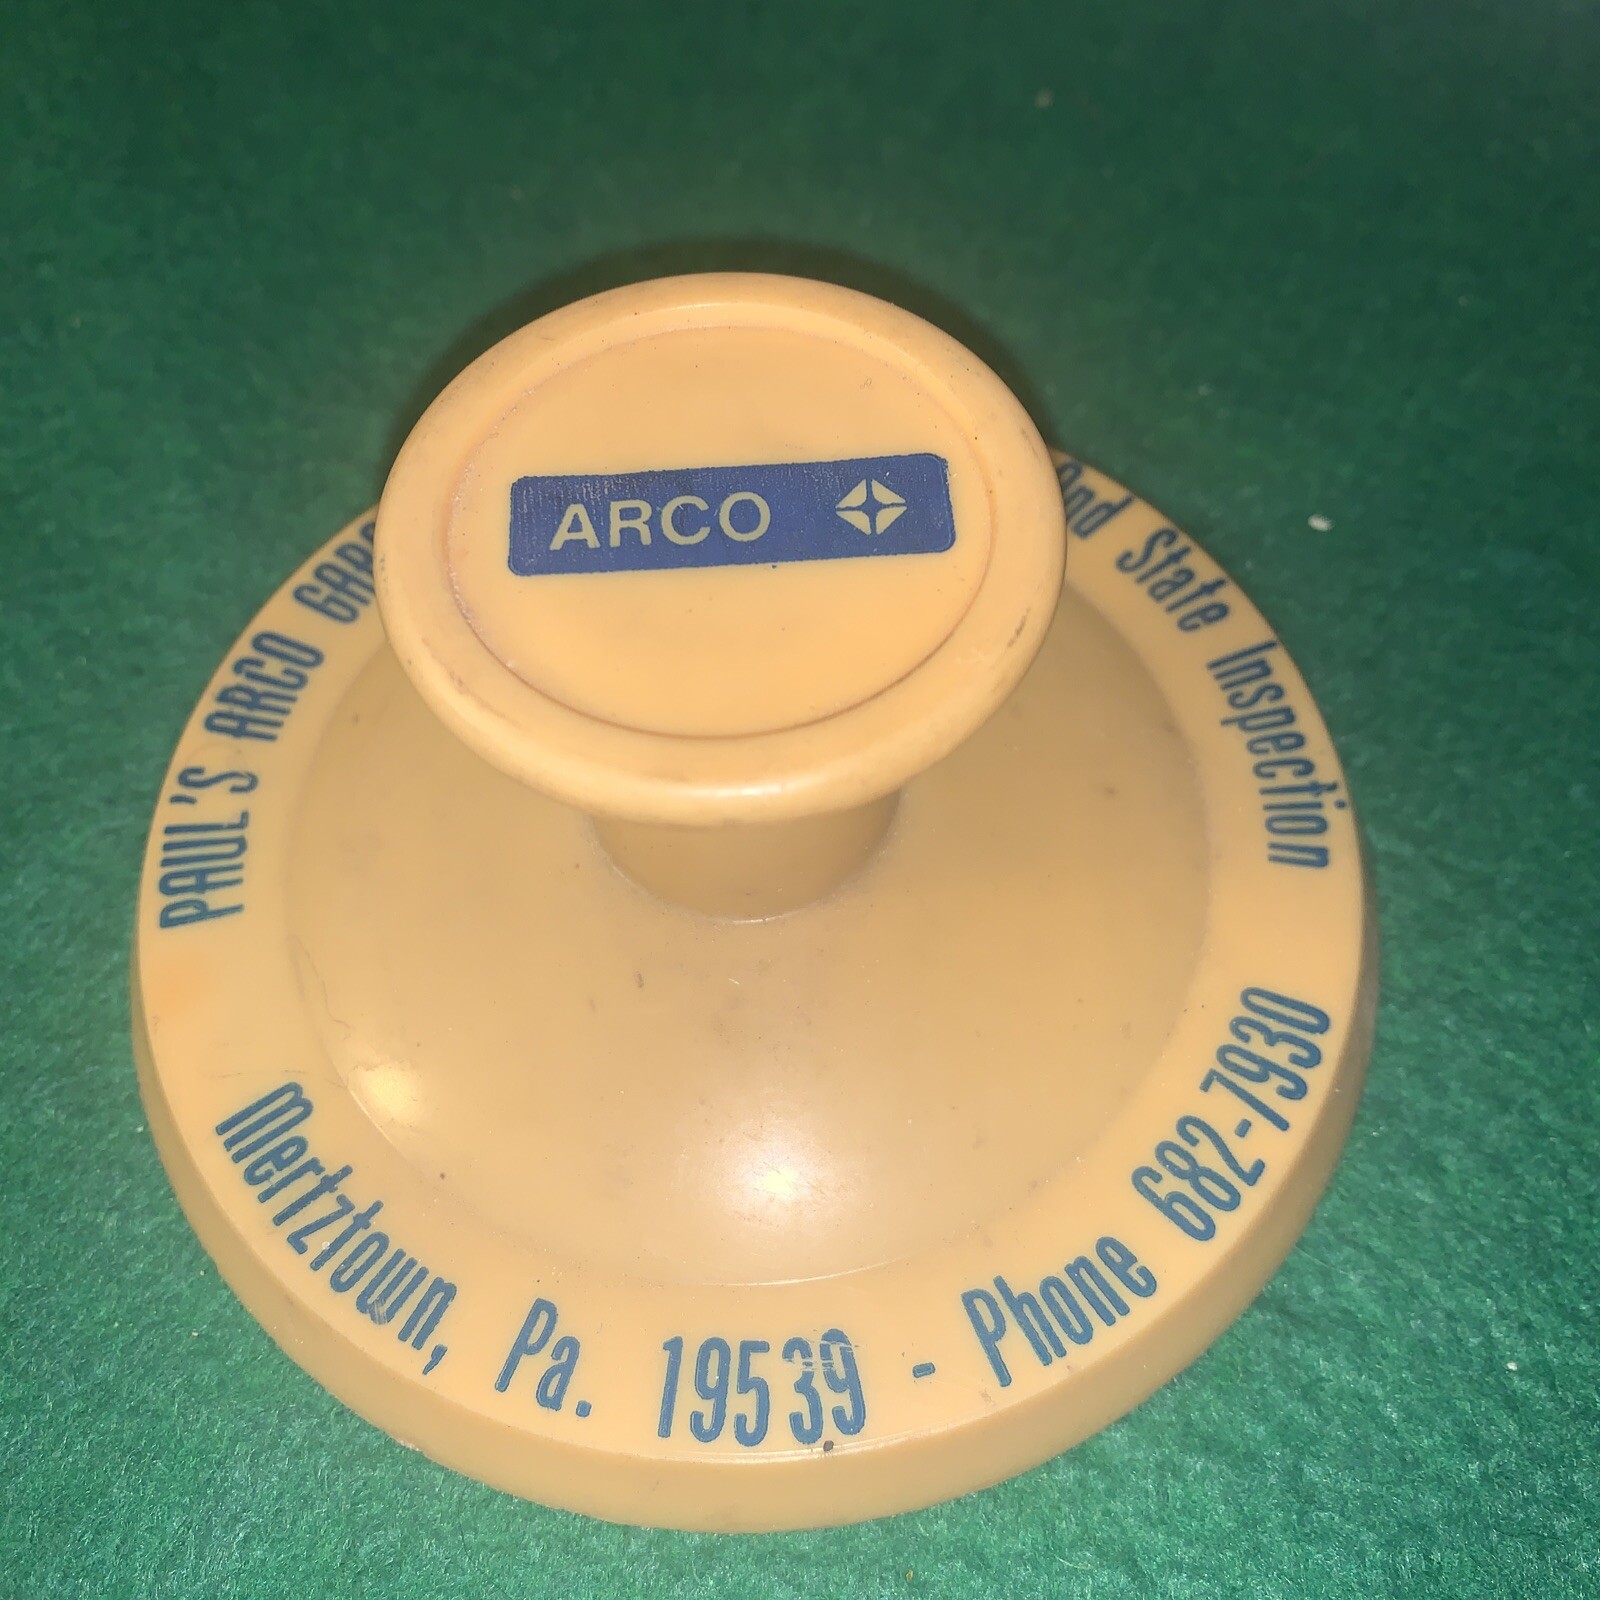 ARCO
PAUL'S ARCO
State Inspection
Mertztown, Pa. 19539 - Phone 682-7930